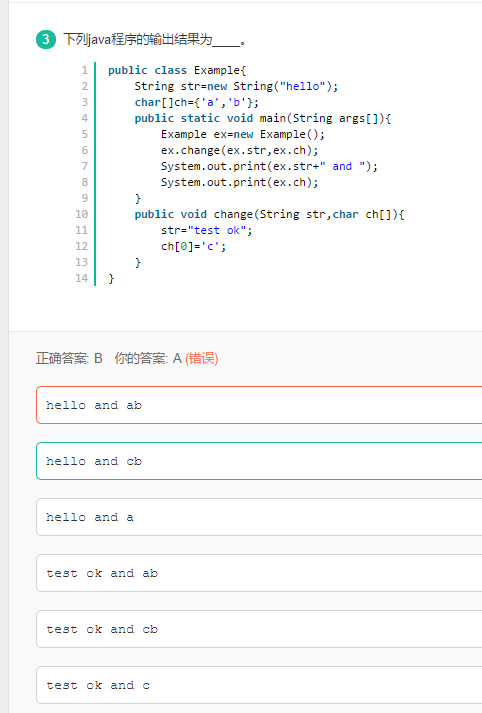 3 下列java程序的输出结果为____。
1 public class Example{
2 String str=new String("hello");
3 char[]ch={'a','b'};
4 public static void main(String args[]){
5 Example ex=new Example();
6 ex.change(ex.str,ex.ch);
7 System.out.print(ex.str+" and ");
8 System.out.print(ex.ch);
9 }
10 public void change(String str,char ch[]){
11 str="test ok";
12 ch[0]='c';
13 }
14 }
正确答案: B 你的答案: A (错误)
hello and ab
hello and cb
hello and a
test ok and ab
test ok and cb
test ok and c